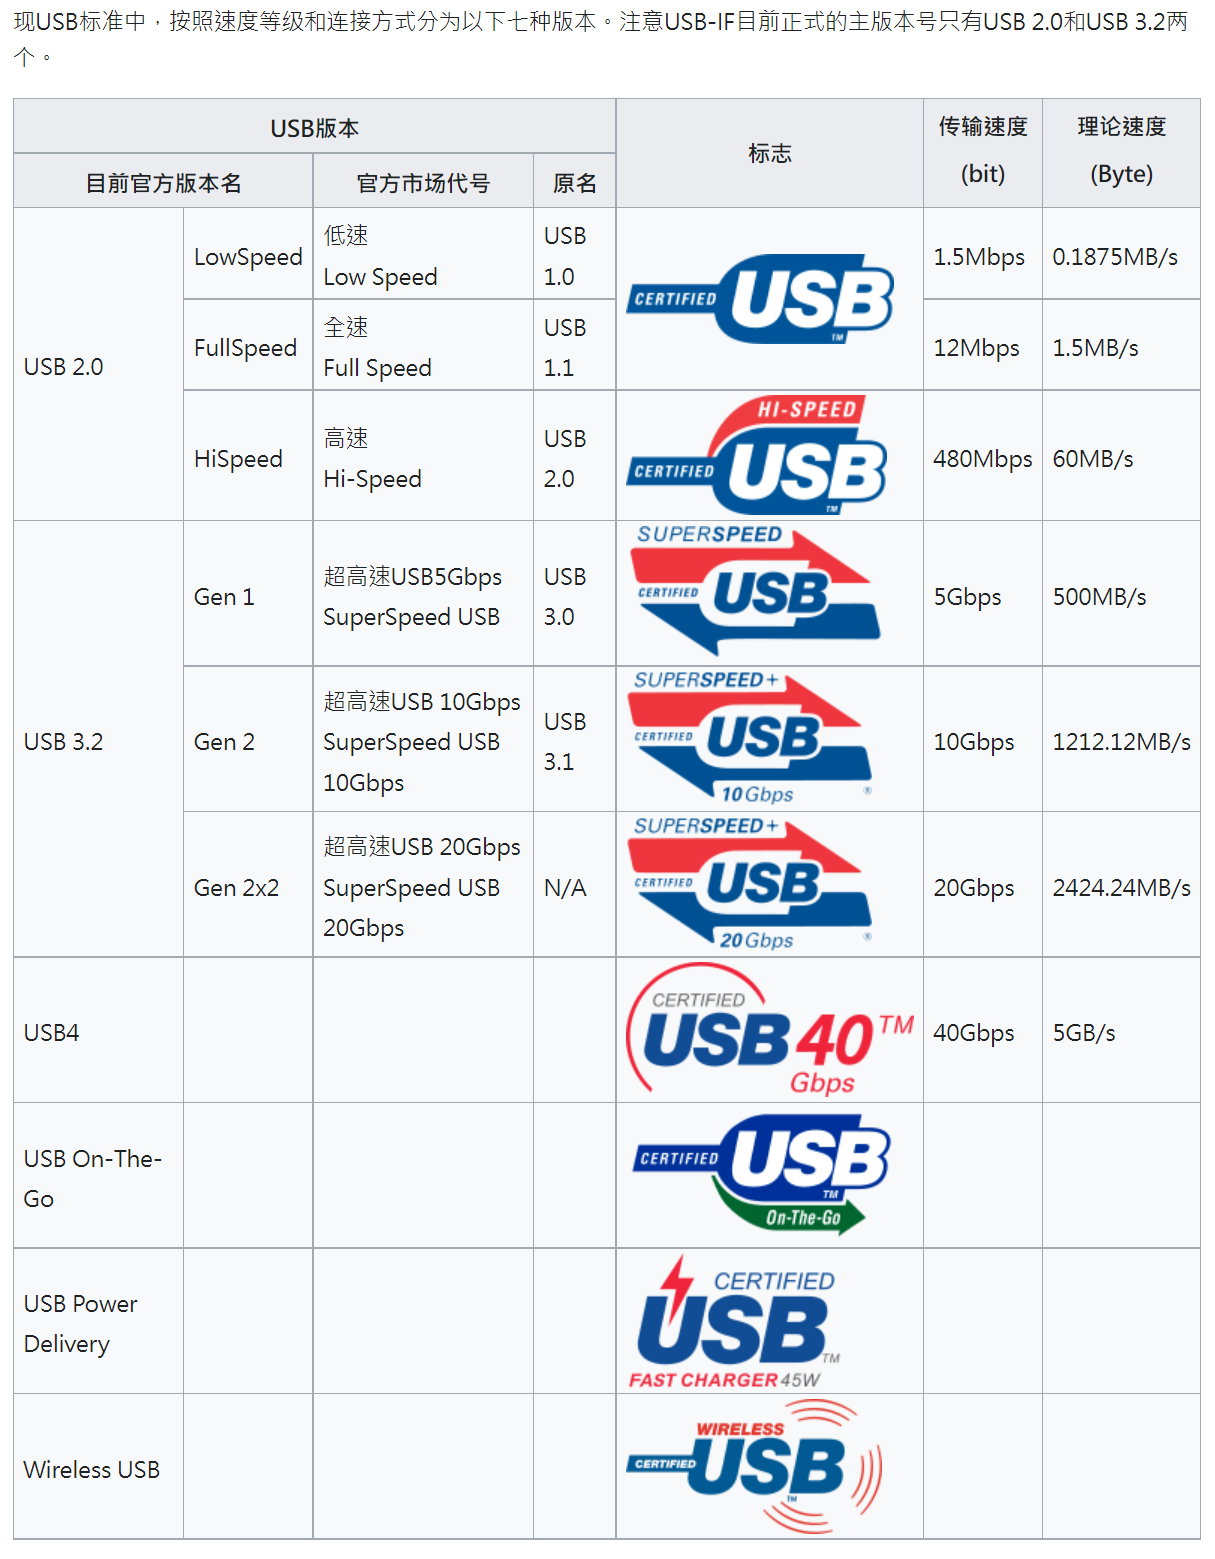 现USB标准中，按照速度等级和连接方式分为以下七种版本。注意USB-IF目前正式的主版本号只有USB 2.0和USB 3.2两
个。
USB版本
标志
传输速度
(bit)
理论速度
(Byte)
目前官方版本名
官方市场代号
原名
USB 2.0
LowSpeed
低速
Low Speed
USB
1.0
CERTIFIED USB TM
1.5Mbps
0.1875MB/s
FullSpeed
全速
Full Speed
USB
1.1
12Mbps
1.5MB/s
HiSpeed
高速
Hi-Speed
USB
2.0
HI-SPEED
CERTIFIED USB TM
480Mbps
60MB/s
USB 3.2
Gen 1
超高速USB5Gbps
SuperSpeed USB
USB
3.0
SUPERSPEED
CERTIFIED USB
5Gbps
500MB/s
Gen 2
超高速USB 10Gbps
SuperSpeed USB
10Gbps
USB
3.1
SUPERSPEED+
CERTIFIED USB
10Gbps ®
10Gbps
1212.12MB/s
Gen 2x2
超高速USB 20Gbps
SuperSpeed USB
20Gbps
N/A
SUPERSPEED+
CERTIFIED USB
20Gbps ®
20Gbps
2424.24MB/s
USB4
CERTIFIED
USB 40 TM
Gbps
40Gbps
5GB/s
USB On-The-
Go
CERTIFIED USB TM
On-The-Go
USB Power
Delivery
CERTIFIED
USB TM
FAST CHARGER 45W
Wireless USB
WIRELESS
CERTIFIED USB TM